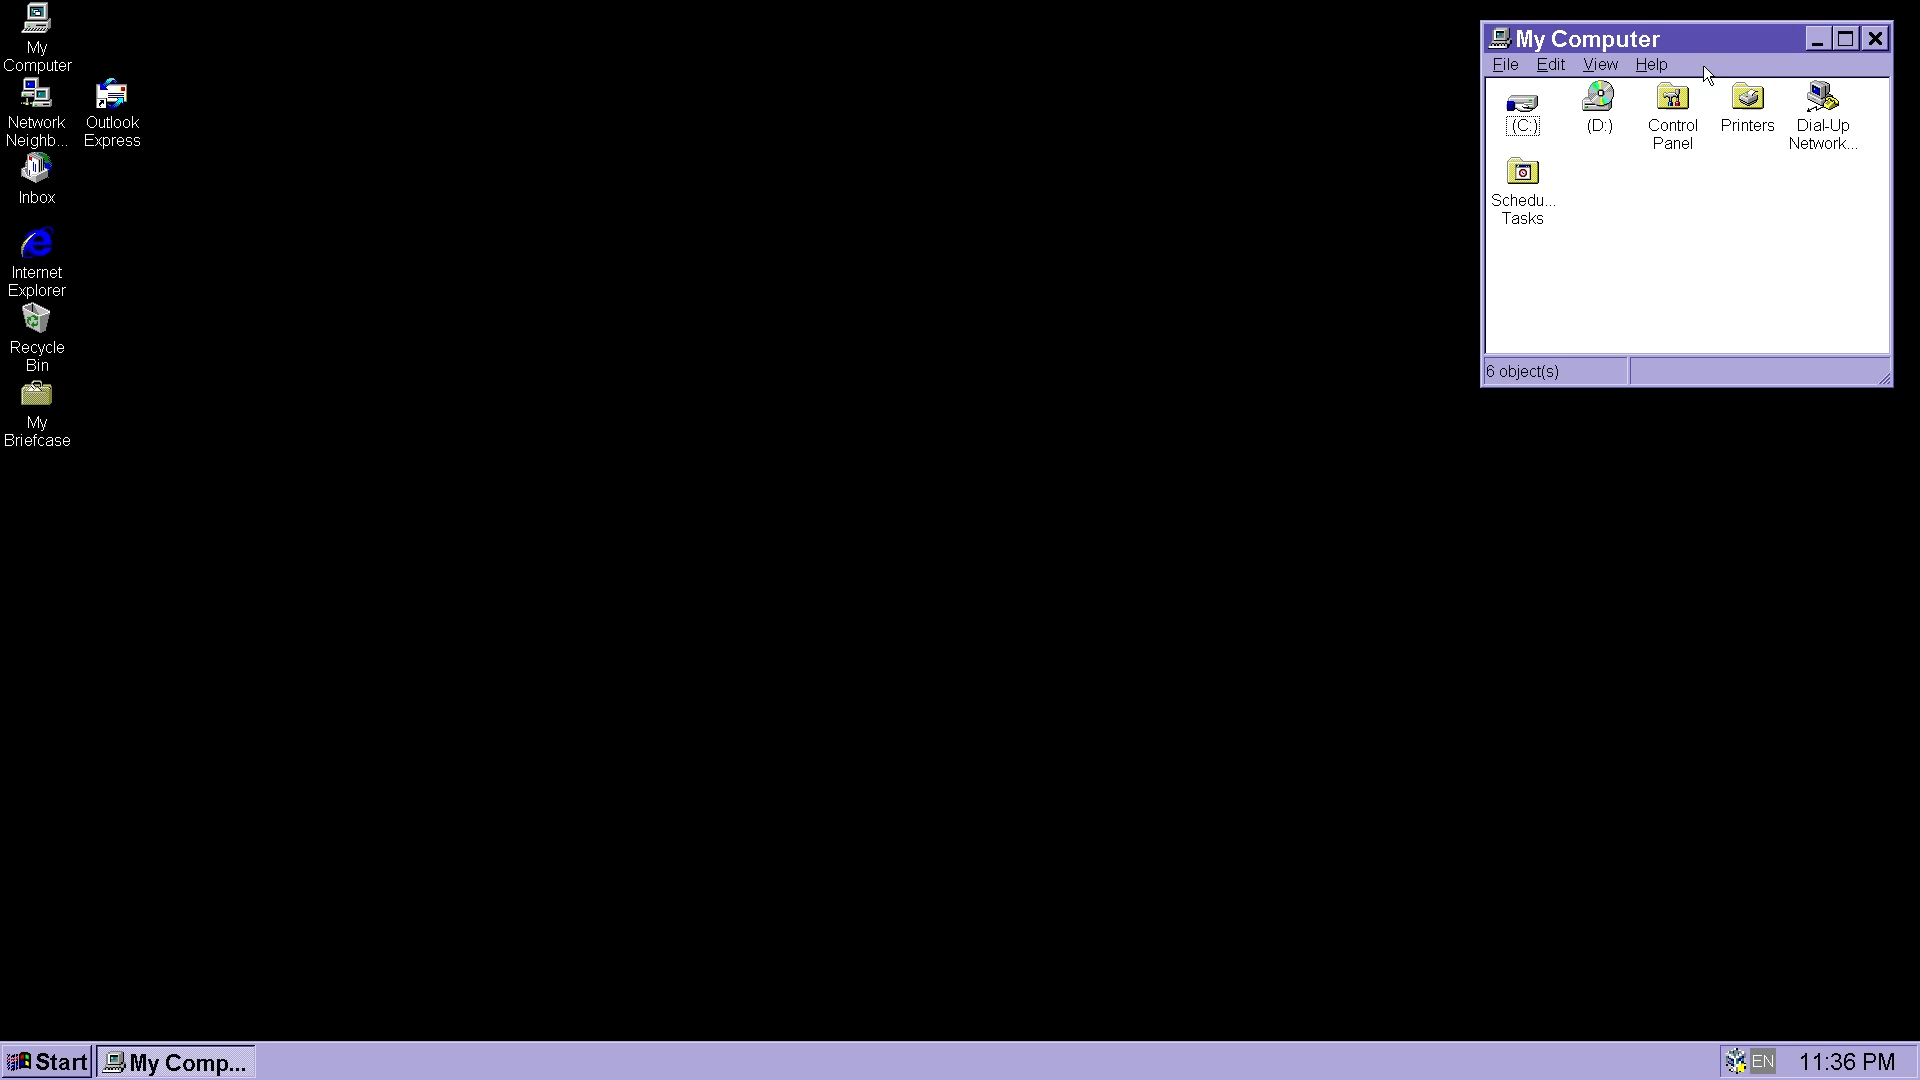 My
Computer
Network
Neighb...
Outlook
Express
Inbox
Internet
Explorer
Recycle
Bin
My
Briefcase
My Computer
File Edit View Help
(C:)
(D:)
Control
Panel
Printers
Dial-Up
Network...
Schedu...
Tasks
6 object(s)
Start
My Comp...
EN
11:36 PM